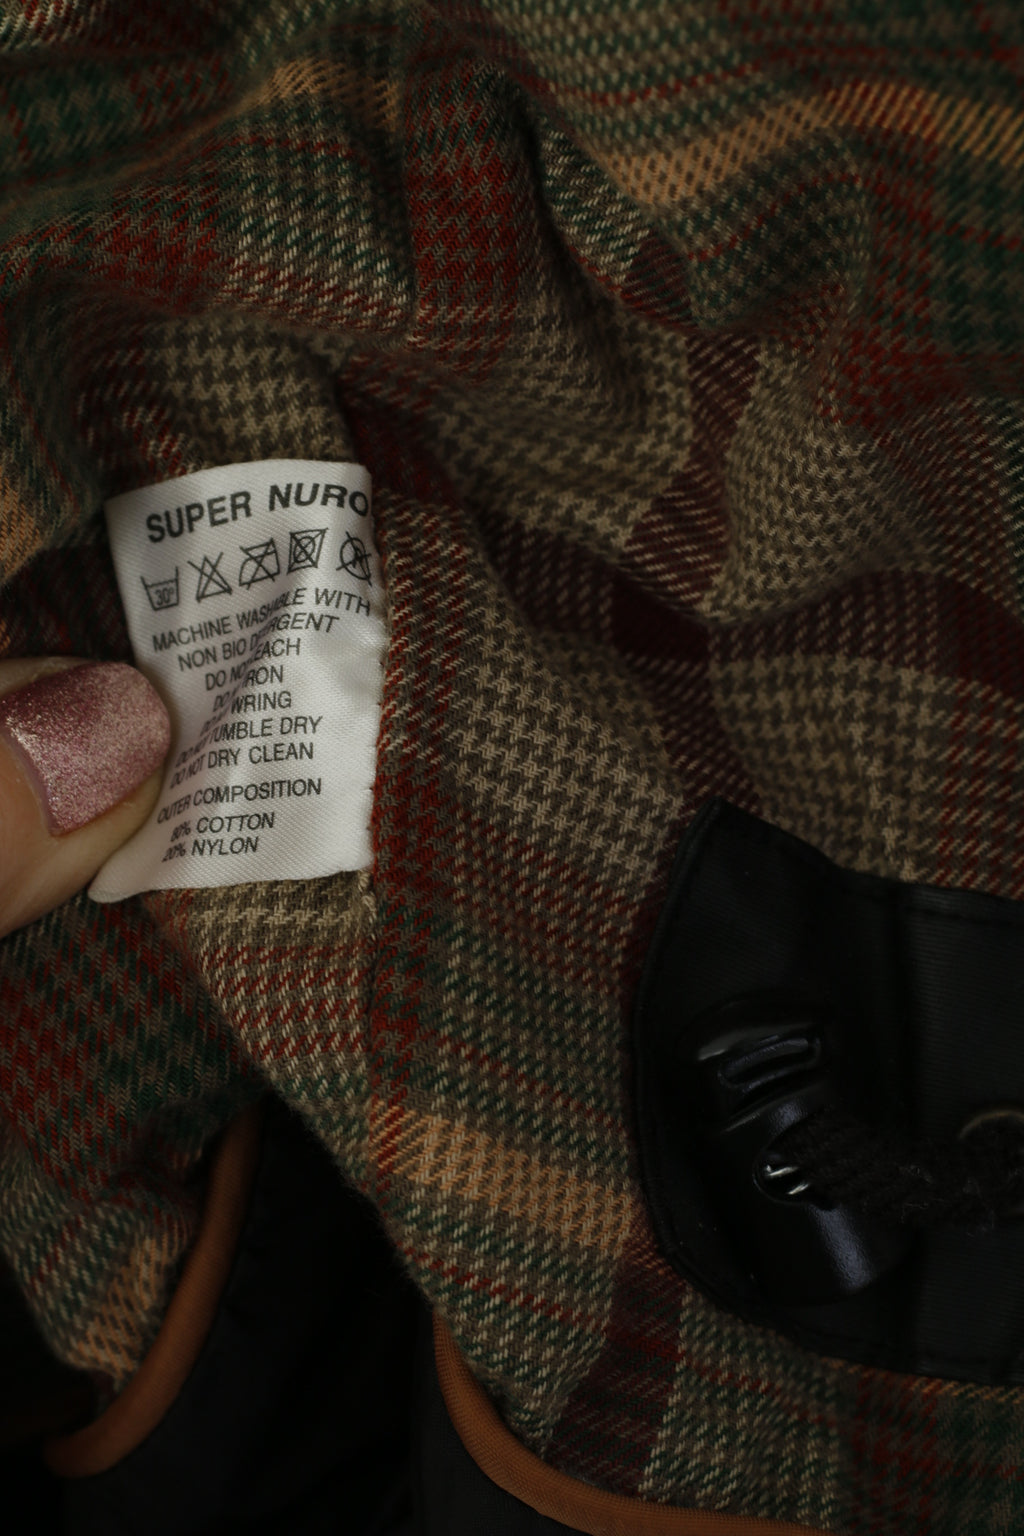 SUPER NURO
30°
MACHINE WASHABLE WITH
NON BIO DETERGENT
DO NOT BLEACH
DO NOT IRON
DO NOT WRING
DO NOT TUMBLE DRY
DO NOT DRY CLEAN
OUTER COMPOSITION
80% COTTON
20% NYLON